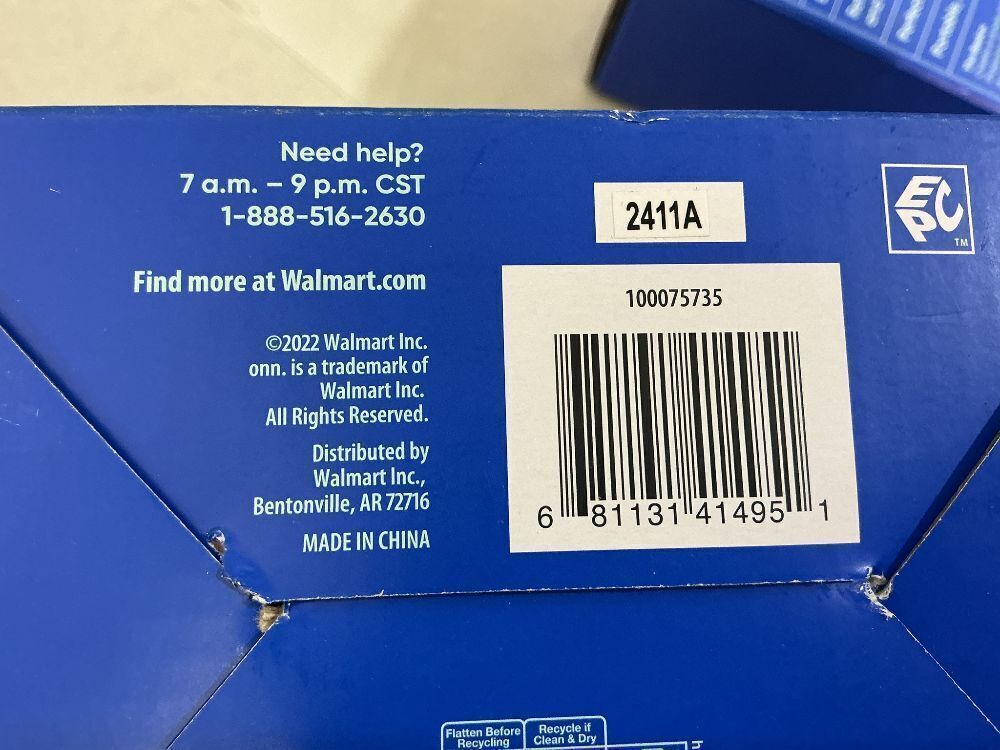 Need help?
7 a.m. – 9 p.m. CST
1-888-516-2630
Find more at Walmart.com
©2022 Walmart Inc.
onn. is a trademark of
Walmart Inc.
All Rights Reserved.
Distributed by
Walmart Inc.,
Bentonville, AR 72716
MADE IN CHINA
2411A
EPC
TM
100075735
6 81131 41495 1
Flatten Before
Recycling
Recycle if
Clean & Dry